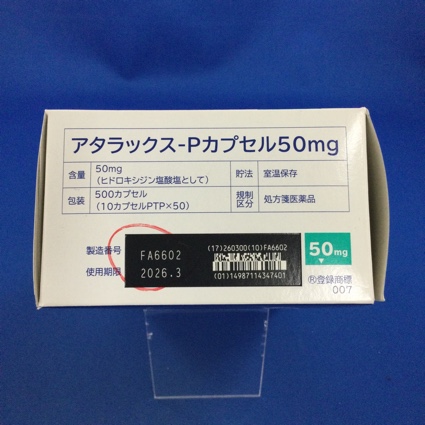 アタラックス-Pカプセル50mg
含量 50mg 貯法 室温保存
(ヒドロキシジン塩酸塩として)
包装 500カプセル 規制区分 処方箋医薬品
(10カプセルPTP×50)
製造番号 FA6602
使用期限 2026.3
(17)260300(10)FA6602
(01)14987114347401
50mg
®登録商標
007